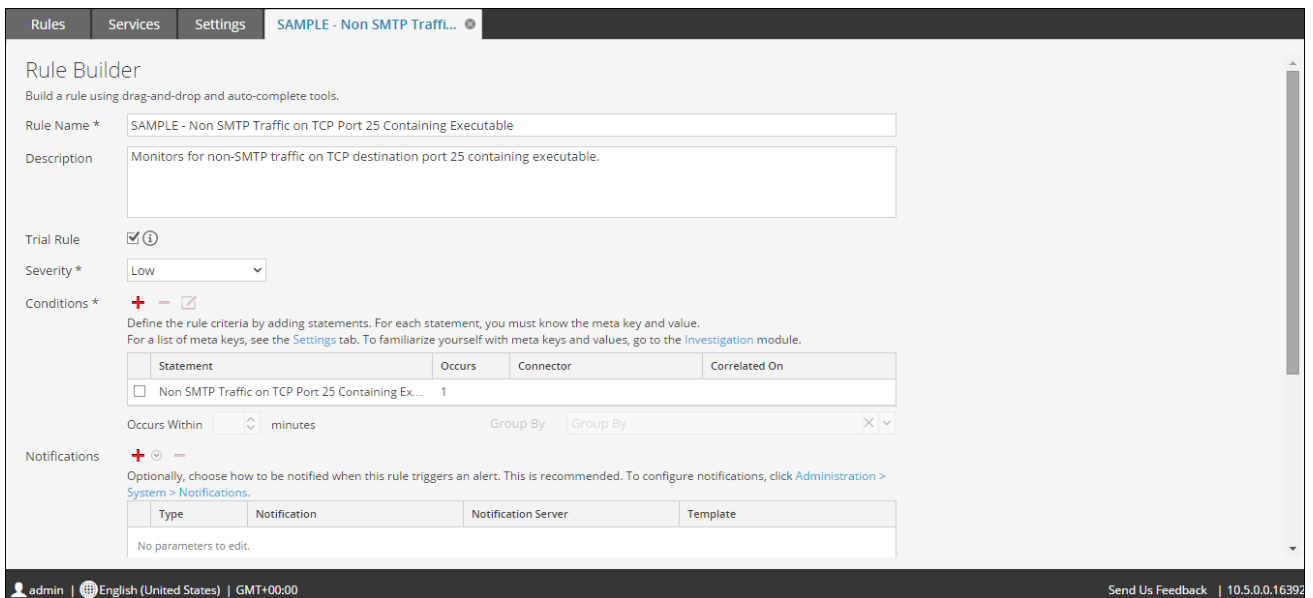 Rules Services Settings SAMPLE - Non SMTP Traffi...
Rule Builder
Build a rule using drag-and-drop and auto-complete tools.
Rule Name * SAMPLE - Non SMTP Traffic on TCP Port 25 Containing Executable
Description Monitors for non-SMTP traffic on TCP destination port 25 containing executable.
Trial Rule
Severity * Low
Conditions *
Define the rule criteria by adding statements. For each statement, you must know the meta key and value.
For a list of meta keys, see the Settings tab. To familiarize yourself with meta keys and values, go to the Investigation module.
Statement Occurs Connector Correlated On
Non SMTP Traffic on TCP Port 25 Containing Ex... 1
Occurs Within minutes Group By Group By
Notifications
Optionally, choose how to be notified when this rule triggers an alert. This is recommended. To configure notifications, click Administration >
System > Notifications.
Type Notification Notification Server Template
No parameters to edit.
admin | English (United States) | GMT+00:00 Send Us Feedback | 10.5.0.0.16392